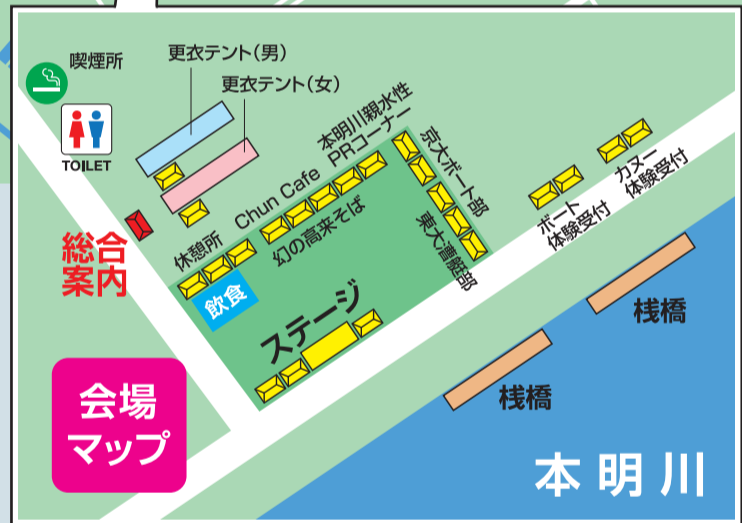 喫煙所
更衣テント(男)
更衣テント(女)
TOILET
本明川親水性
PRコーナー
京大ボート部
Chun Cafe
幻の高来そば
東大漕艇部
カヌー
体験受付
ボート
体験受付
総合
案内
休憩所
飲食
ステージ
桟橋
桟橋
会場
マップ
本明川